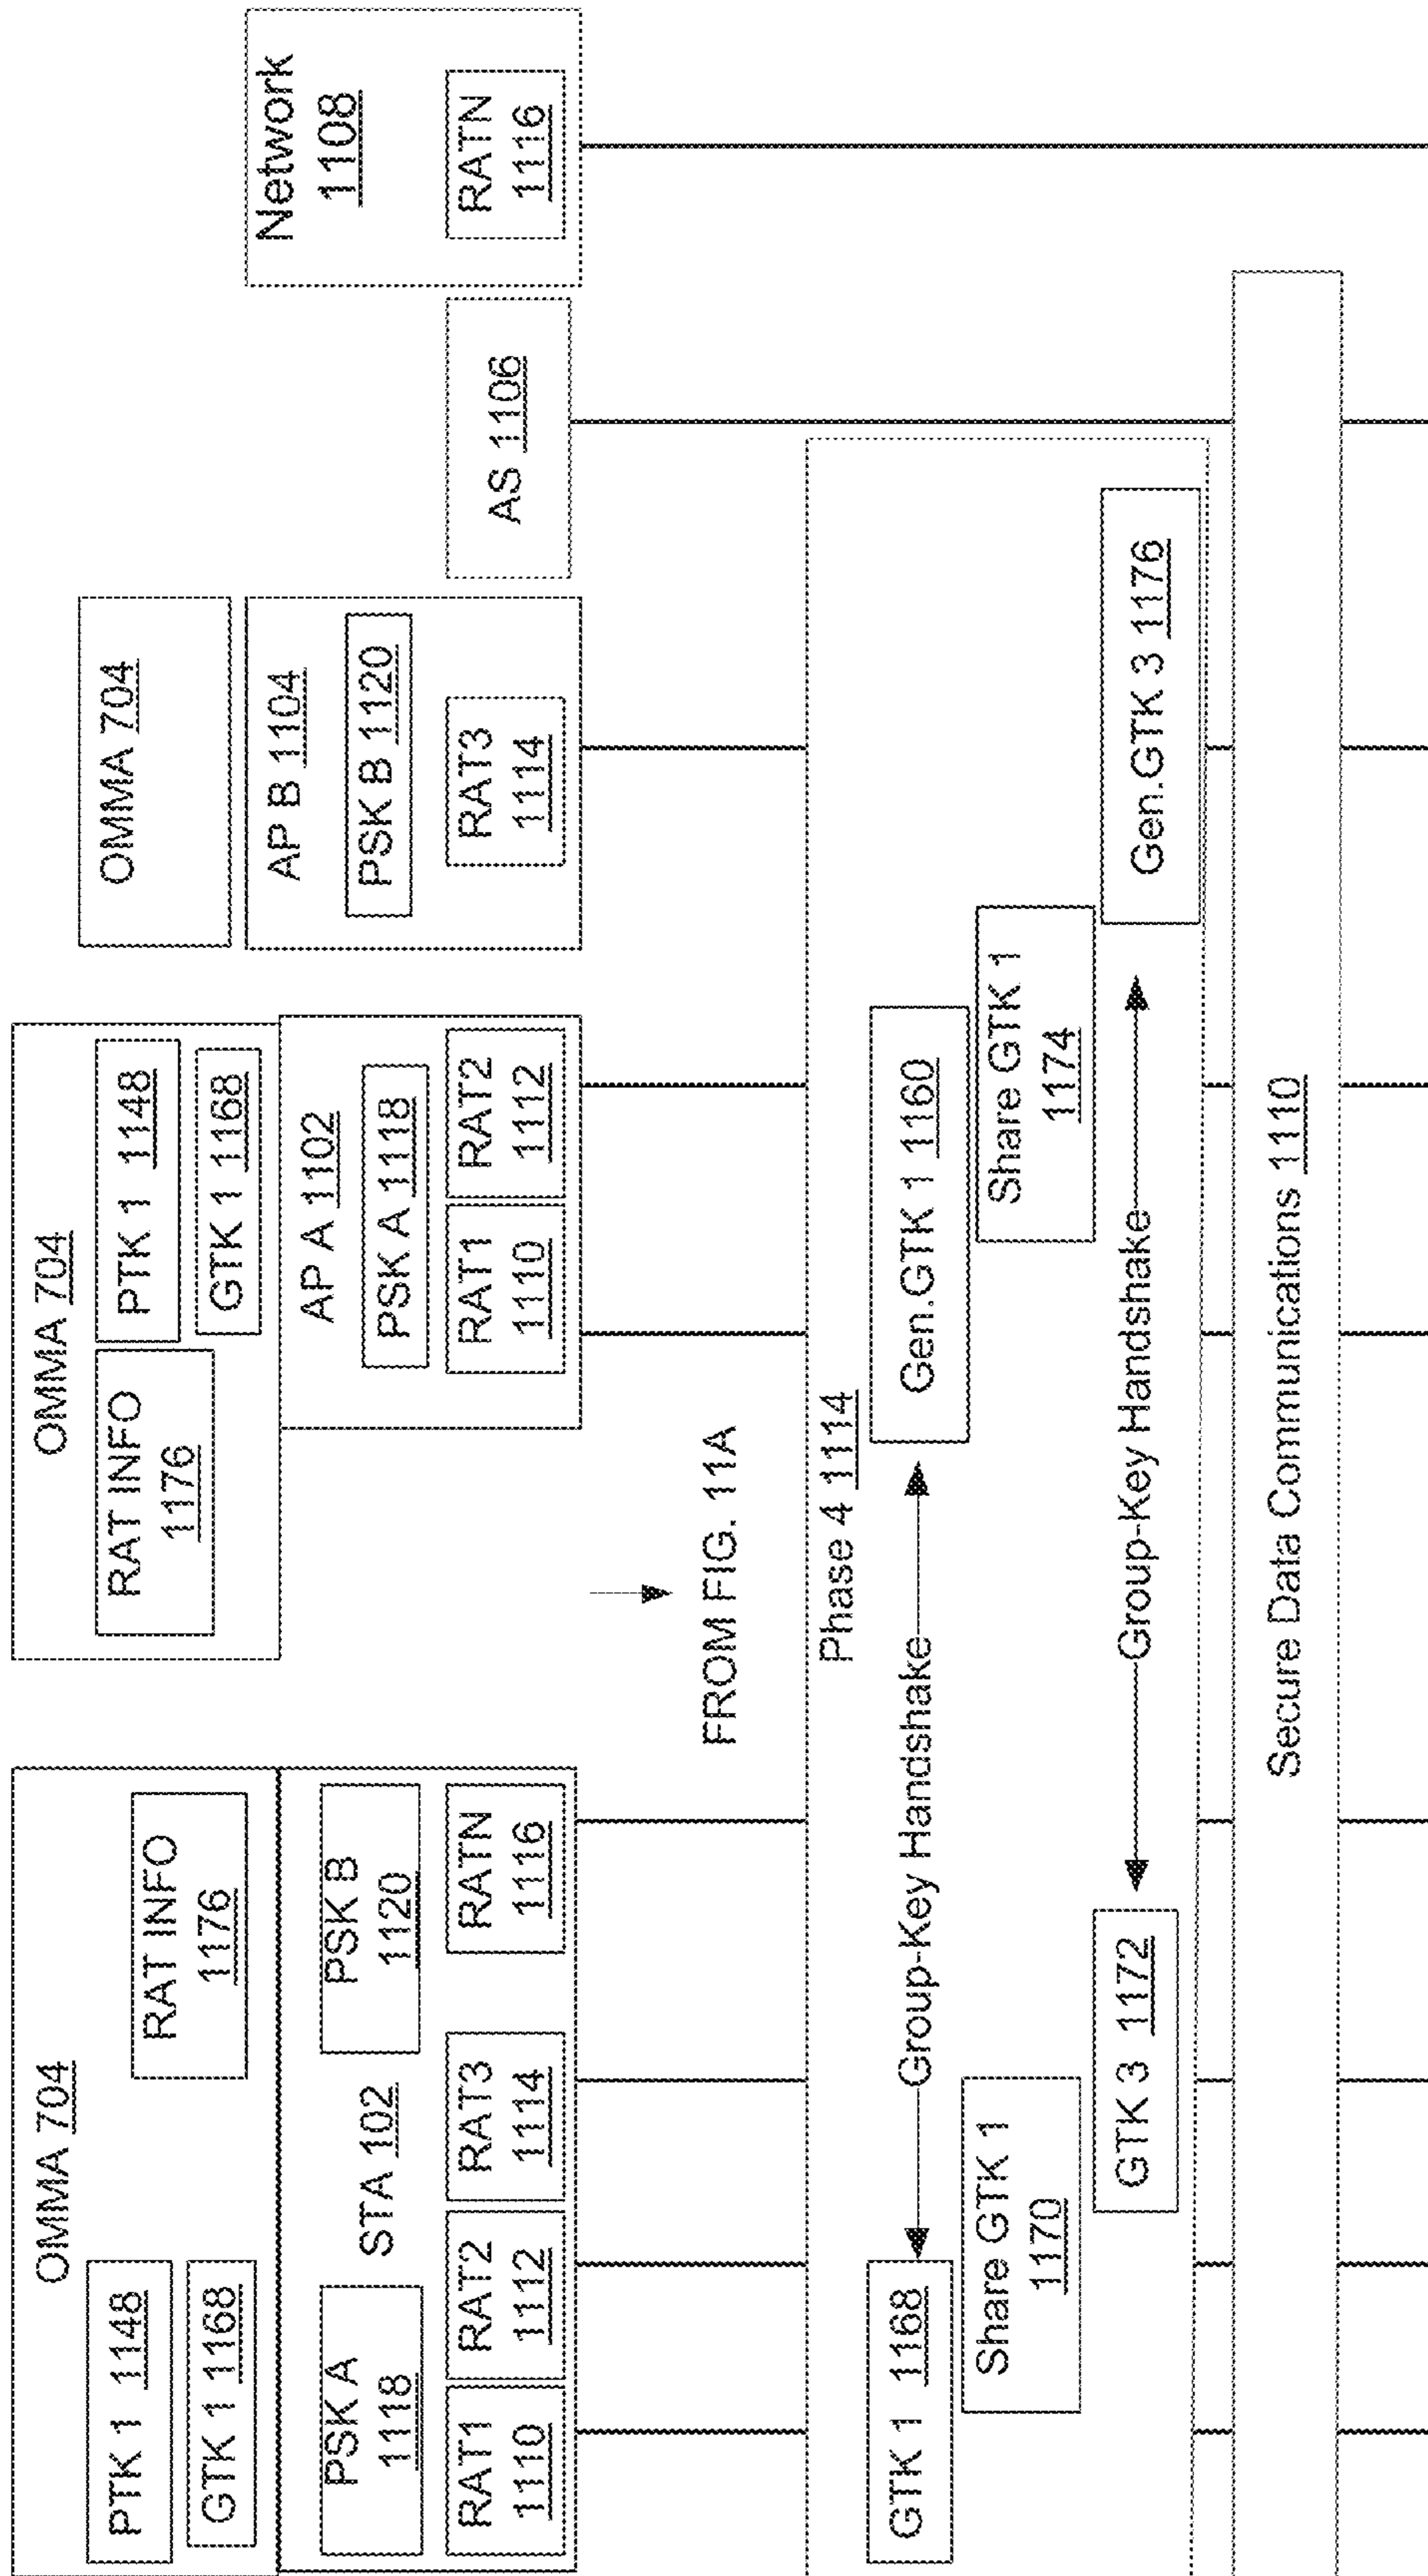 OMMA 704
PTK 1 1148
GTK 1 1168
RAT INFO
1176
PSK A
1118
STA 102
PSK B
1120
RAT1
1110
RAT2
1112
RAT3
1114
RATN
1116
OMMA 704
RAT INFO
1176
PTK 1 1148
GTK 1 1168
AP A 1102
PSK A 1118
RAT1
1110
RAT2
1112
OMMA 704
AP B 1104
PSK B 1120
RAT3
1114
AS 1106
Network
1108
RATN
1116
FROM FIG. 11A
Phase 4 1114
GTK 1 1168
Group-Key Handshake
Gen.GTK 1 1160
Share GTK 1
1170
Share GTK 1
1174
GTK 3 1172
Group-Key Handshake
Gen.GTK 3 1176
Secure Data Communications 1110